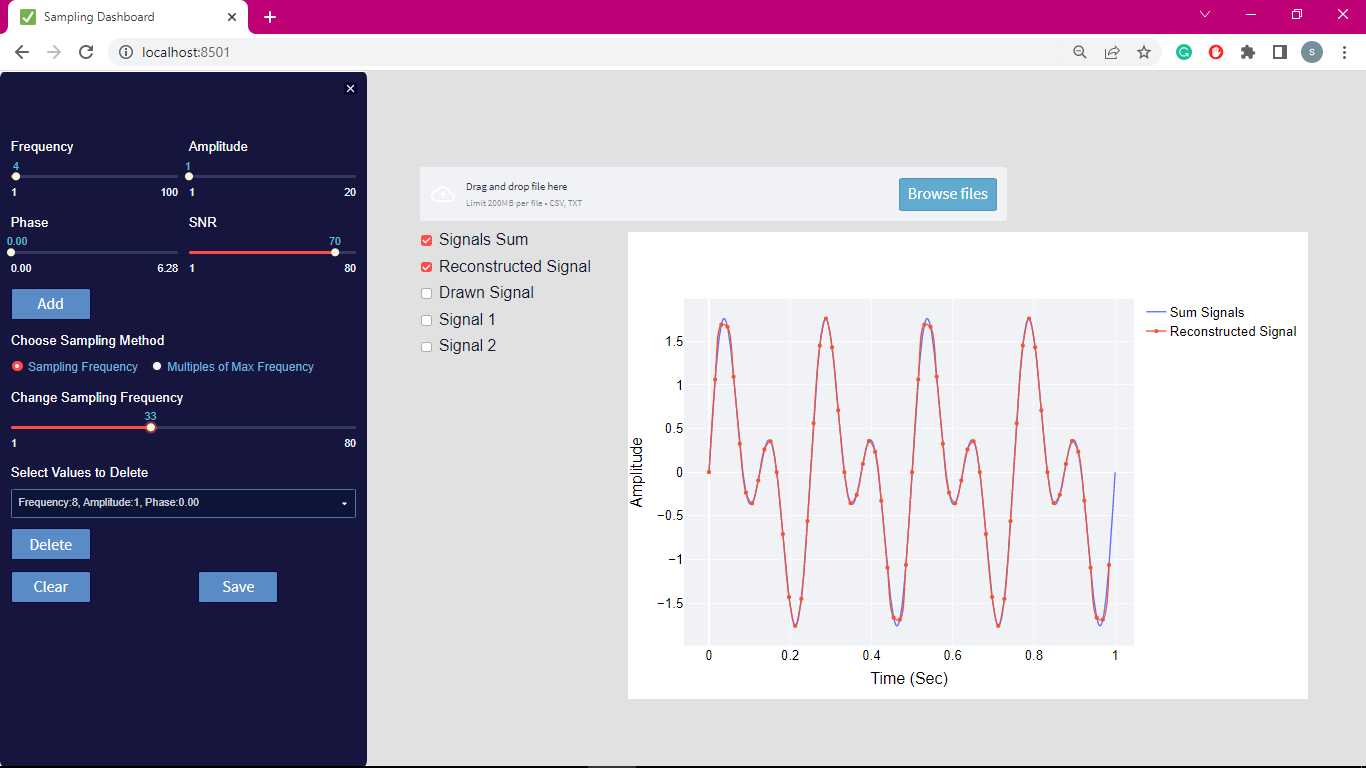 Sampling Dashboard
localhost:8501
G
S
Frequency Amplitude
4 1
1 100 1 20
Phase SNR
0.00 70
0.00 6.28 1 80
Add
Choose Sampling Method
Sampling Frequency Multiples of Max Frequency
Change Sampling Frequency
33
1 80
Select Values to Delete
Frequency:8, Amplitude:1, Phase:0.00
Delete
Clear Save
Drag and drop file here
Limit 200MB per file • CSV, TXT
Browse files
Signals Sum
Reconstructed Signal
Drawn Signal
Signal 1
Signal 2
Sum Signals
Reconstructed Signal
1.5
1
0.5
0
−0.5
−1
−1.5
Amplitude
0 0.2 0.4 0.6 0.8 1
Time (Sec)